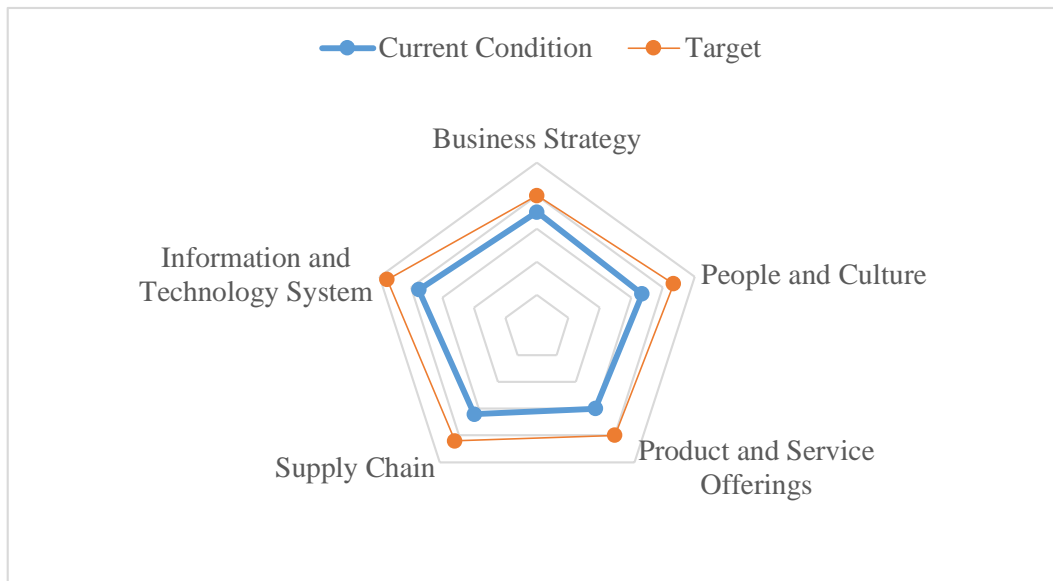 Current Condition
Target
Business Strategy
Information and
Technology System
People and Culture
Supply Chain
Product and Service
Offerings